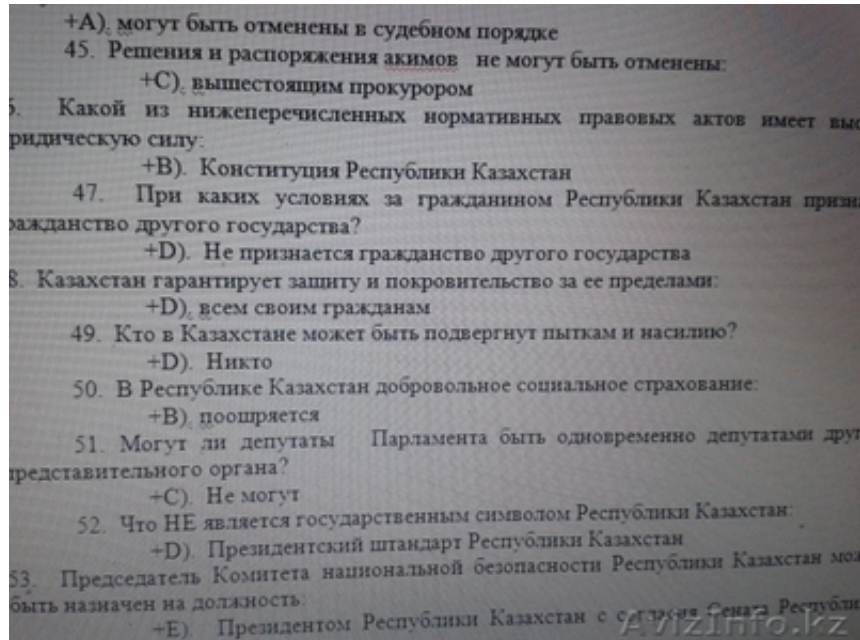 +A). могут быть отменены в судебном порядке
45. Решения и распоряжения акимов не могут быть отменены:
+C). вышестоящим прокурором
Какой из нижеперечисленных нормативных правовых актов имеет
ридическую силу:
+B). Конституция Республики Казахстан
47. При каких условиях за гражданином Республики Казахстан
ражданство другого государства?
+D). Не признается гражданство другого государства
8. Казахстан гарантирует защиту и покровительство за ее пределами:
+D). всем своим гражданам
49. Кто в Казахстане может быть подвергнут пыткам и насилию?
+D). Никто
50. В Республике Казахстан добровольное социальное страхование:
+B). поощряется
51. Могут ли депутаты Парламента быть одновременно депутатами
представительного органа?
+C). Не могут
52. Что НЕ является государственным символом Республики Казахстан:
+D). Президентский штандарт Республики Казахстан
53. Председатель Комитета национальной безопасности Республики Казахстан
быть назначен на должность:
+E). Президентом Республики Казахстан с согласия Сената
AvizInfo.kz